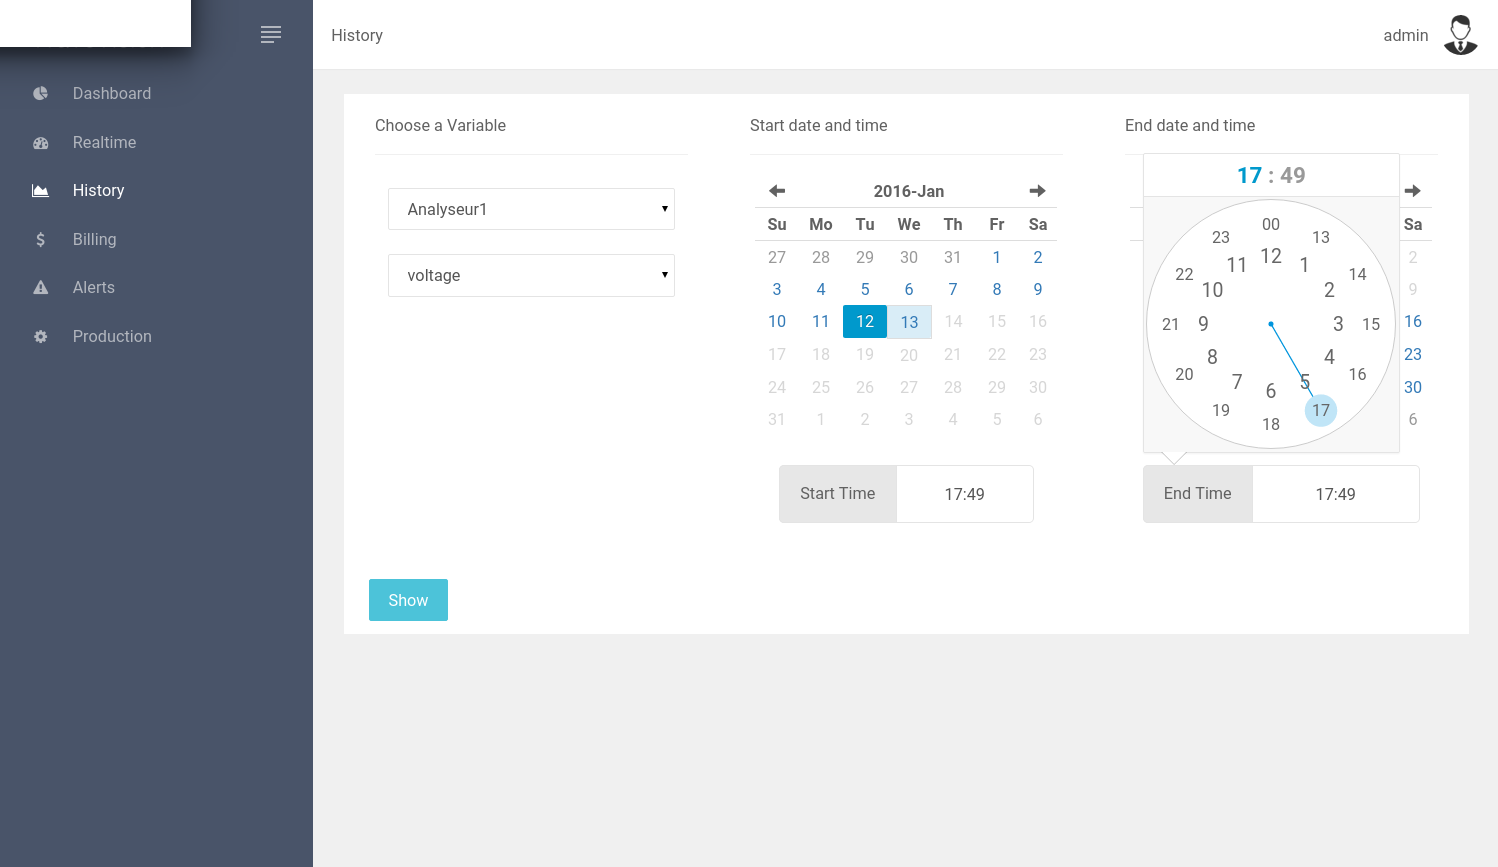 History
admin
Dashboard
Realtime
History
Billing
Alerts
Production
Choose a Variable
Analyseur1
voltage
Start date and time
2016-Jan
Su Mo Tu We Th Fr Sa
27 28 29 30 31 1 2
3 4 5 6 7 8 9
10 11 12 13 14 15 16
17 18 19 20 21 22 23
24 25 26 27 28 29 30
31 1 2 3 4 5 6
Start Time 17:49
End date and time
17 : 49
00
23 13
12
11 1
22 14
10 2
21 9 3 15
8 4
20 16
7 5
6
19 17
18
Sa
2
9
16
23
30
6
End Time 17:49
Show